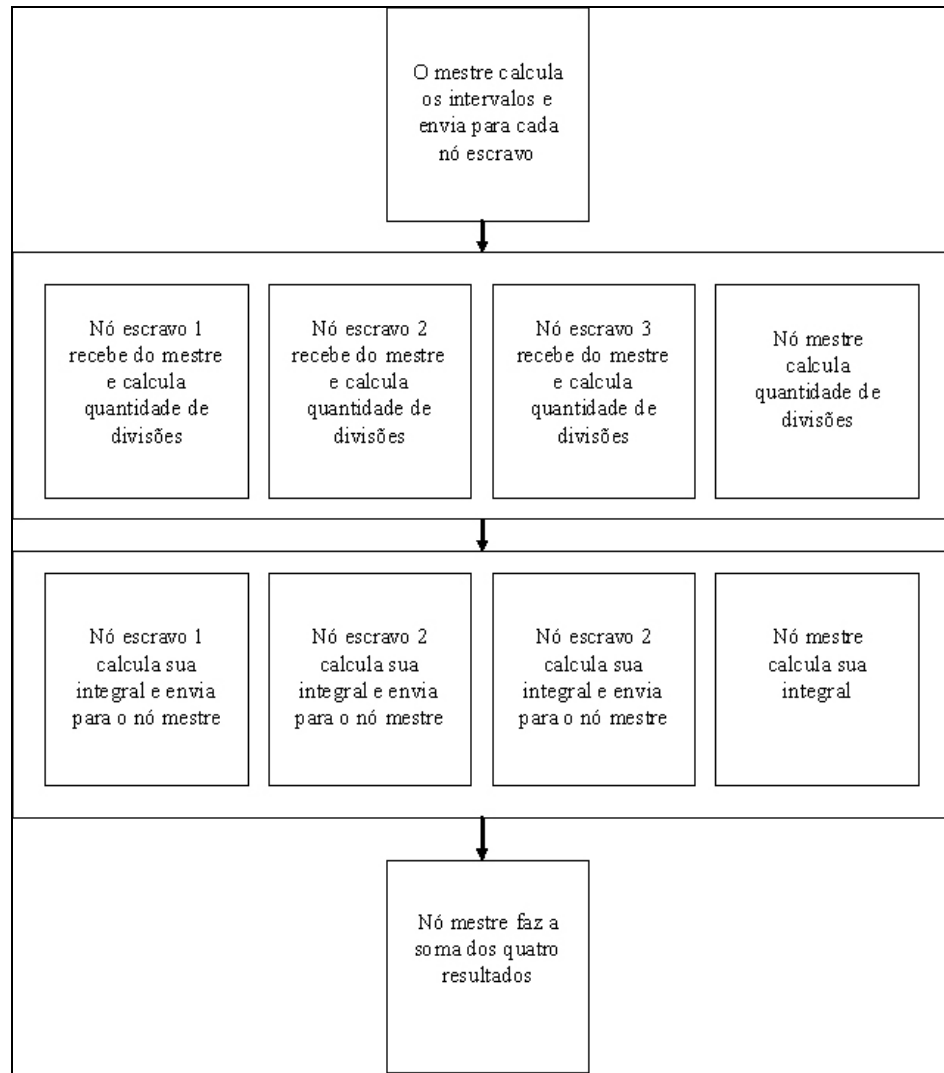 O mestre calcula
os intervalos e
envia para cada
nó escravo
Nó escravo 1
recebe do mestre
e calcula
quantidade de
divisões
Nó escravo 2
recebe do mestre
e calcula
quantidade de
divisões
Nó escravo 3
recebe do mestre
e calcula
quantidade de
divisões
Nó mestre
calcula
quantidade de
divisões
Nó escravo 1
calcula sua
integral e envia
para o nó mestre
Nó escravo 2
calcula sua
integral e envia
para o nó mestre
Nó escravo 2
calcula sua
integral e envia
para o nó mestre
Nó mestre
calcula sua
integral
Nó mestre faz a
soma dos quatro
resultados